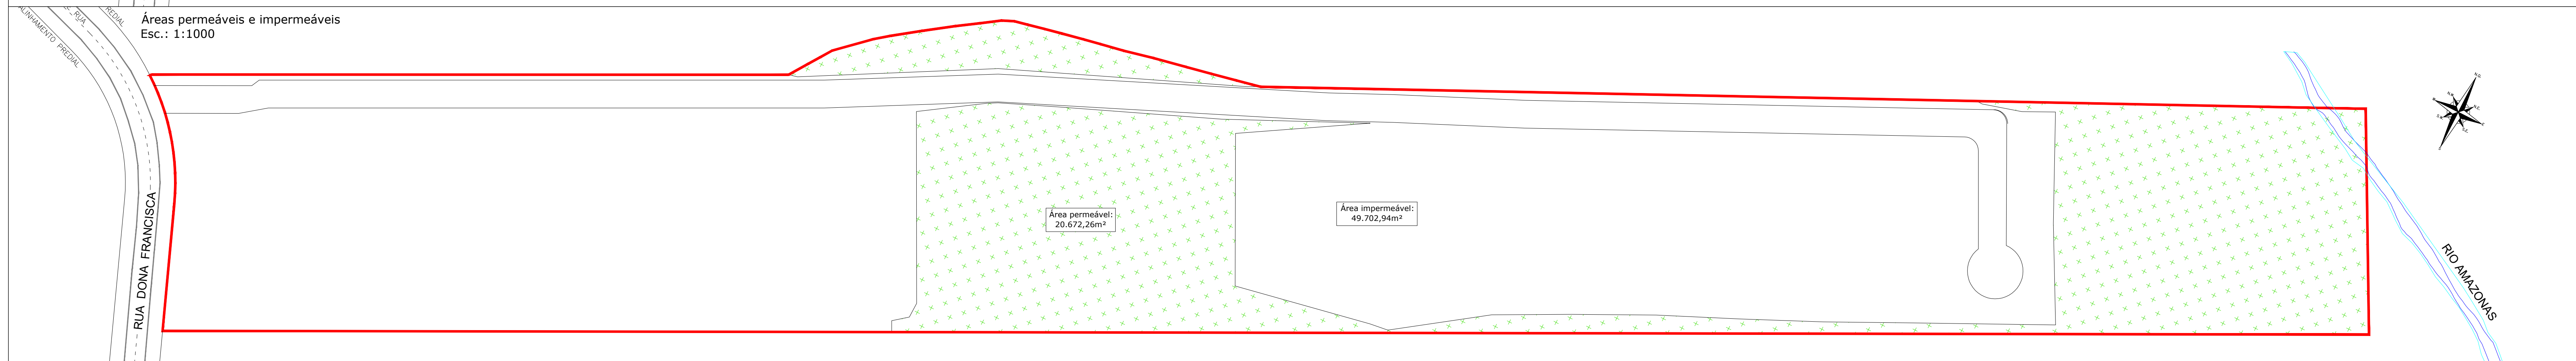 Áreas permeáveis e impermeáveis
Esc.: 1:1000
ALINHAMENTO PREDIAL
RUA
PREDIAL
RUA DONA FRANCISCA
Área permeável:
20.672,26m²
Área impermeável:
49.702,94m²
RIO AMAZONAS
N.G.